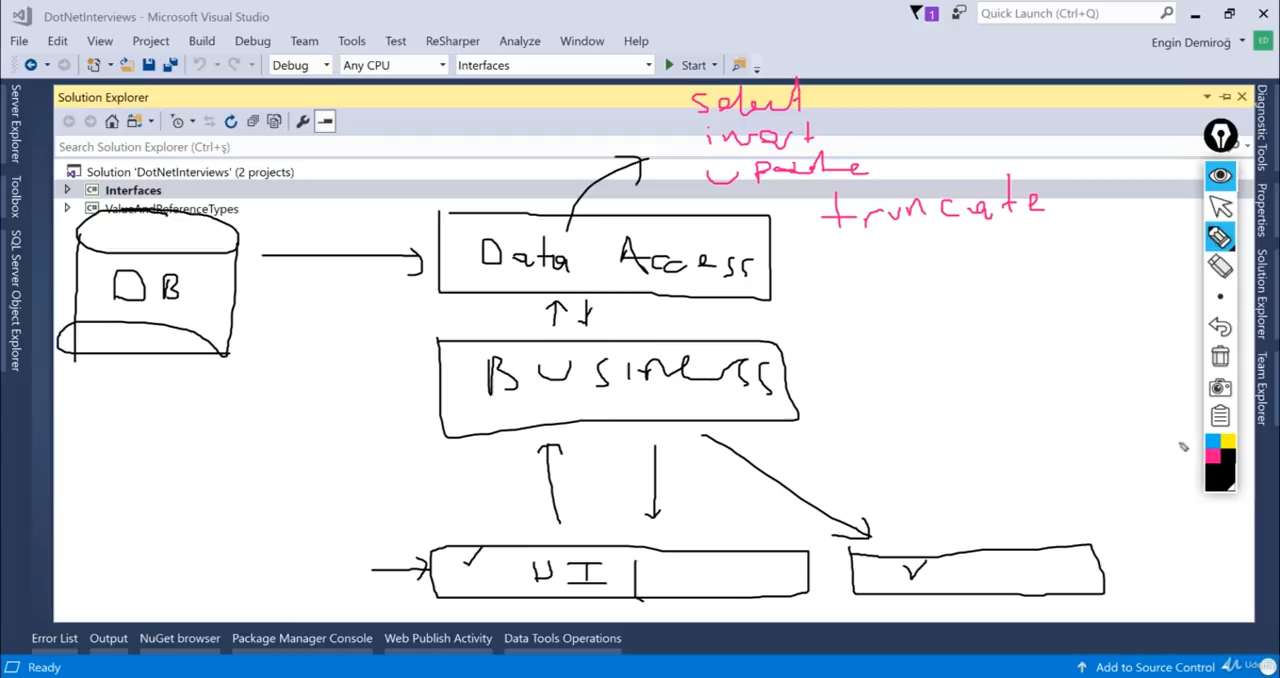 DotNetInterviews - Microsoft Visual Studio
1
Quick Launch (Ctrl+Q)
File Edit View Project Build Debug Team Tools Test ReSharper Analyze Window Help
Engin Demiroğ
ED
Debug Any CPU Interfaces Start
Solution Explorer
Search Solution Explorer (Ctrl+ş)
Solution 'DotNetInterviews' (2 projects)
C# Interfaces
C# ValueAndReferenceTypes
Server Explorer
Toolbox
SQL Server Object Explorer
select
insert
update
truncate
DB
Data Access
Business
UI
Diagnostic Tools
Properties
Solution Explorer
Team Explorer
Error List Output NuGet browser Package Manager Console Web Publish Activity Data Tools Operations
Ready
Add to Source Control
Udemy